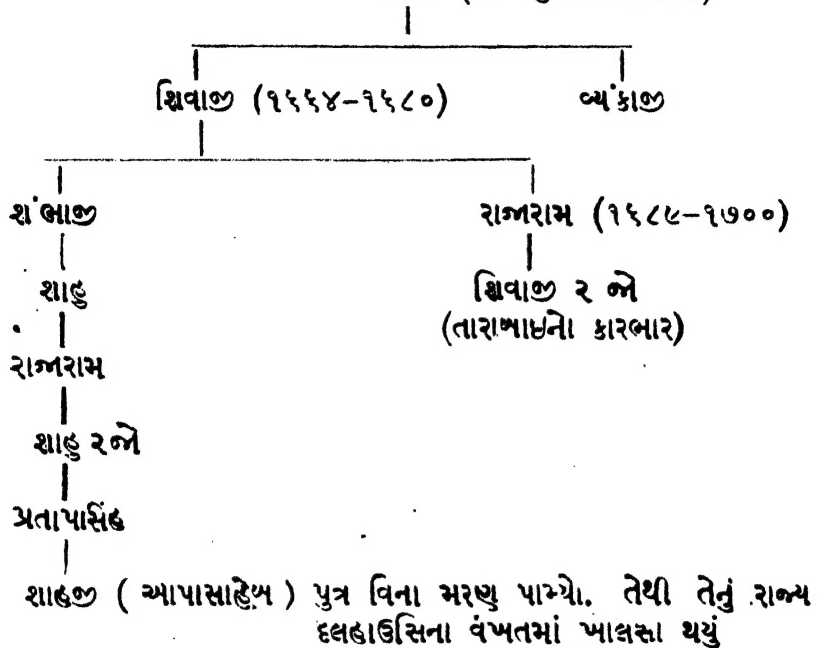 શિવાજી (૧૬૬૪-૧૬૮૦) વ્યંકાજી
શંભાજી રાજારામ (૧૬૮૯-૧૭૦૦)
શાહુ શિવાજી ૨ જો
(તારાબાઇનો કારભાર)
રાજારામ
શાહુ ૨જો
પ્રતાપસિંહ
શાહજી ( આપાસાહેબ ) પુત્ર વિના મરણ પામ્યો. તેથી તેનું રાજ્ય
દલહાઉસિના વખતમાં ખાલસા થયું